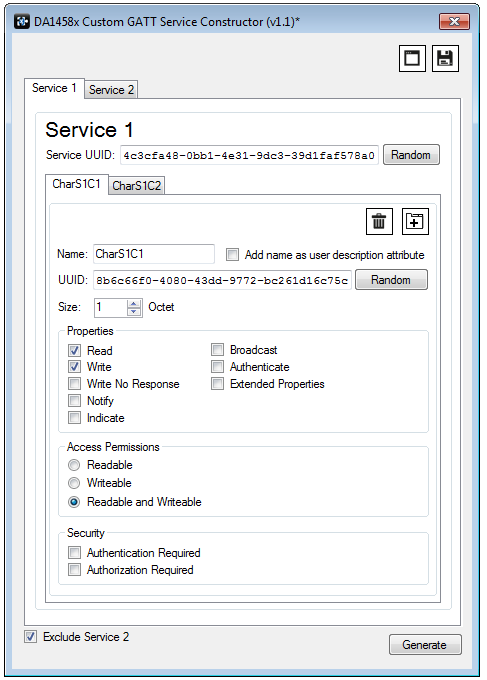 DA1458x Custom GATT Service Constructor (v1.1)*
Service 1 Service 2
Service 1
Service UUID: 4c3cfa48-0bb1-4e31-9dc3-39d1faf578a0 Random
CharS1C1 CharS1C2
Name: CharS1C1 Add name as user description attribute
UUID: 8b6c66f0-4080-43dd-9772-bc261d16c75c Random
Size: 1 Octet
Properties
Read Broadcast
Write Authenticate
Write No Response Extended Properties
Notify
Indicate
Access Permissions
Readable
Writeable
Readable and Writeable
Security
Authentication Required
Authorization Required
Exclude Service 2
Generate